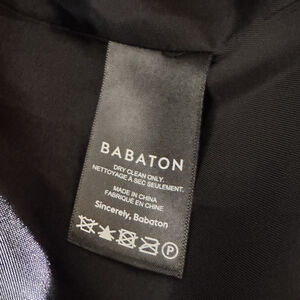 BABATON
DRY CLEAN ONLY.
NETTOYAGE À SEC SEULEMENT.
MADE IN CHINA
FABRIQUÉ EN CHINE
Sincerely, Babaton
P